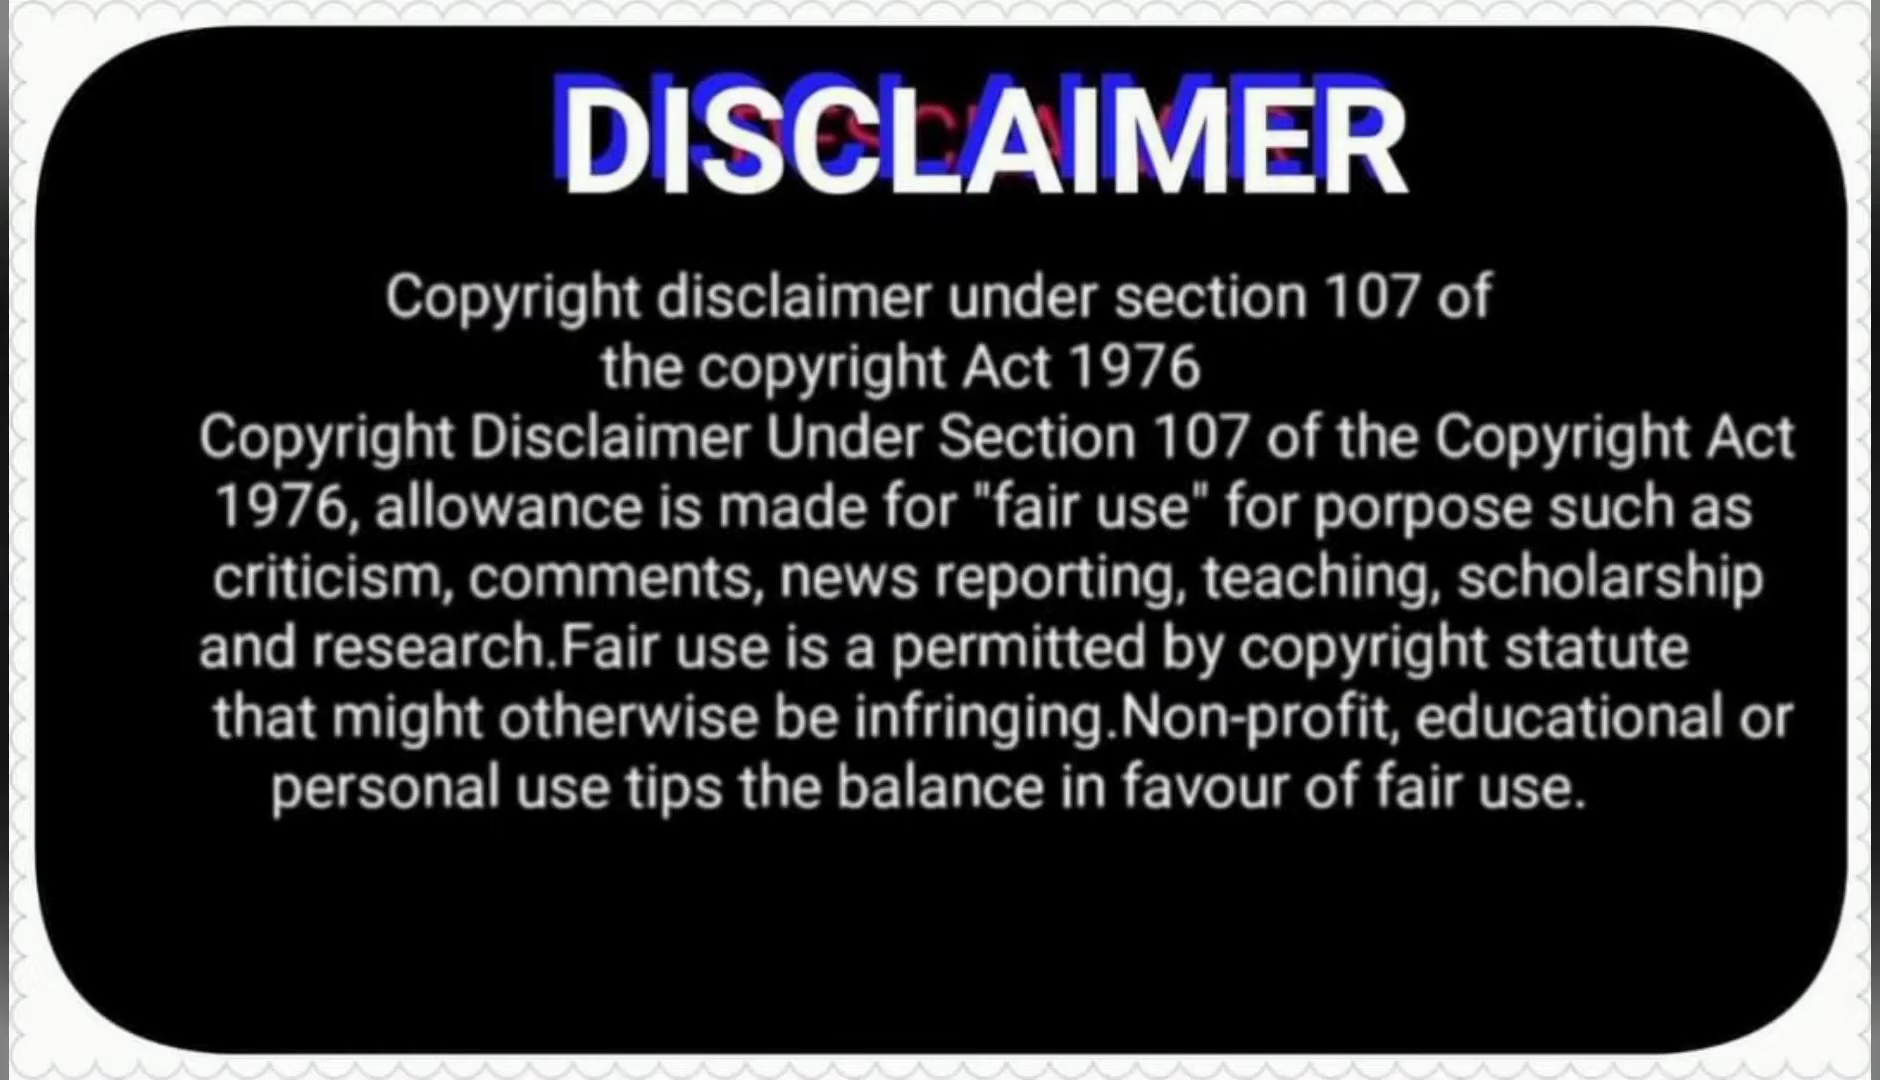 DISCLAIMER
Copyright disclaimer under section 107 of
the copyright Act 1976
Copyright Disclaimer Under Section 107 of the Copyright Act
1976, allowance is made for "fair use" for porpose such as
criticism, comments, news reporting, teaching, scholarship
and research.Fair use is a permitted by copyright statute
that might otherwise be infringing.Non-profit, educational or
personal use tips the balance in favour of fair use.